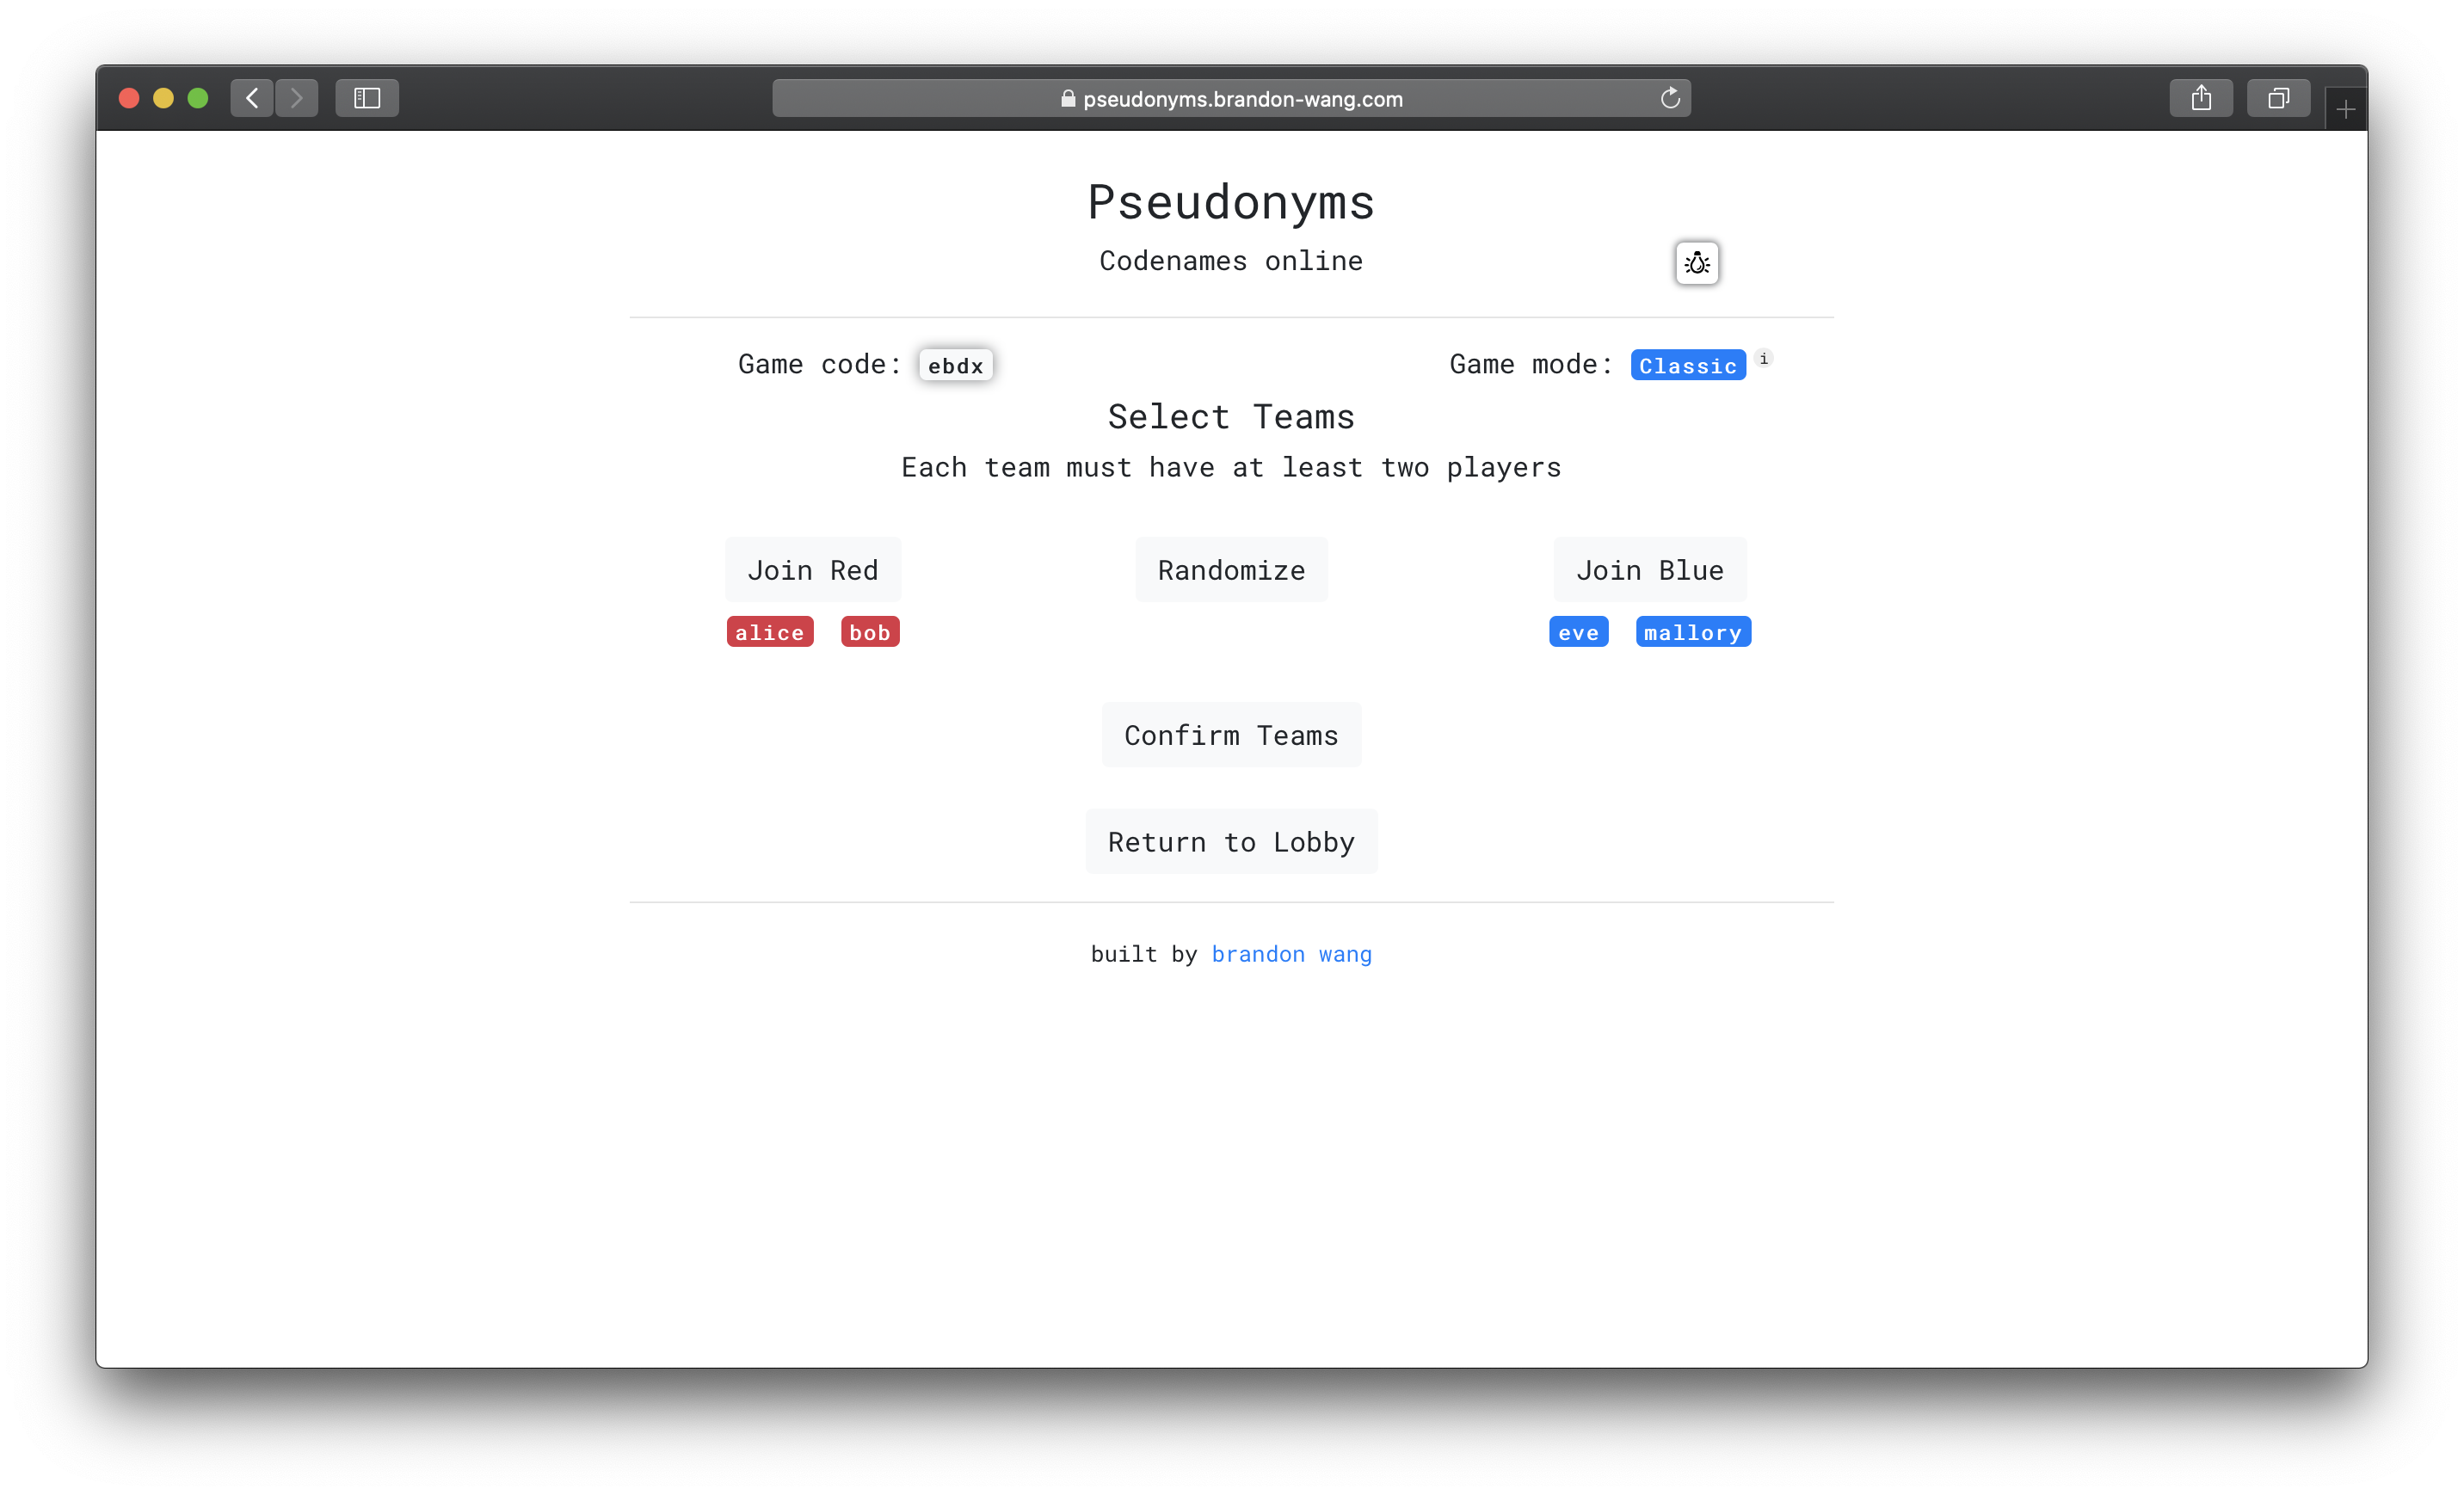 pseudonyms.brandon-wang.com
Pseudonyms
Codenames online
Game code: ebdx
Game mode: Classic i
Select Teams
Each team must have at least two players
Join Red
Randomize
Join Blue
alice bob
eve mallory
Confirm Teams
Return to Lobby
built by brandon wang